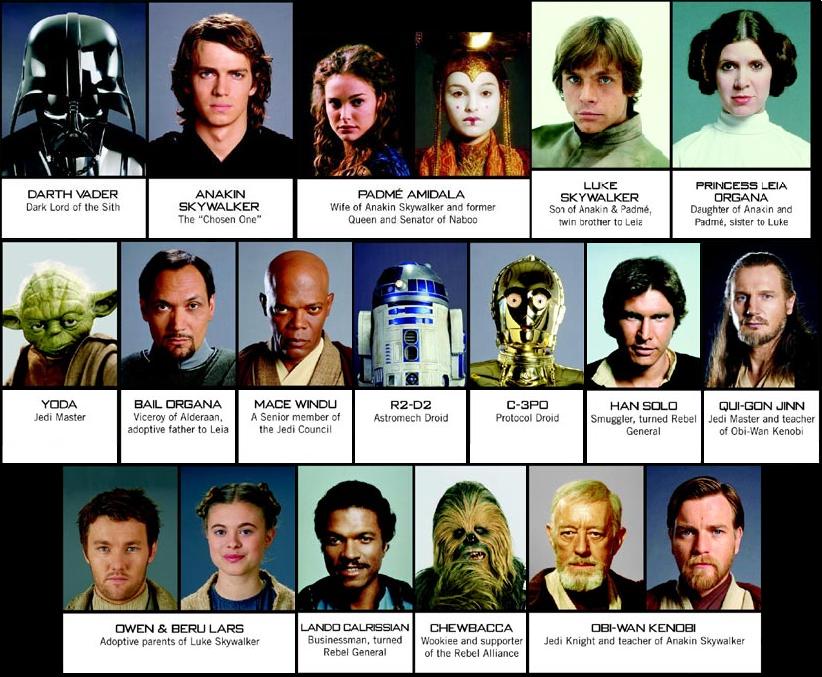 DARTH VADER
Dark Lord of the Sith
ANAKIN
SKYWALKER
The "Chosen One"
PADMÉ AMIDALA
Wife of Anakin Skywalker and former
Queen and Senator of Naboo
LUKE
SKYWALKER
Son of Anakin & Padmé,
twin brother to Leia
PRINCESS LEIA
ORGANA
Daughter of Anakin and
Padmé, sister to Luke
YODA
Jedi Master
BAIL ORGANA
Viceroy of Alderaan,
adoptive father to Leia
MACE WINDU
A Senior member of
the Jedi Council
R2-D2
Astromech Droid
C-3PO
Protocol Droid
HAN SOLO
Smuggler, turned Rebel
General
QUI-GON JINN
Jedi Master and teacher
of Obi-Wan Kenobi
OWEN & BERU LARS
Adoptive parents of Luke Skywalker
LANDO CALRISSIAN
Businessman, turned
Rebel General
CHEWBACCA
Wookiee and supporter
of the Rebel Alliance
OBI-WAN KENOBI
Jedi Knight and teacher of Anakin Skywalker